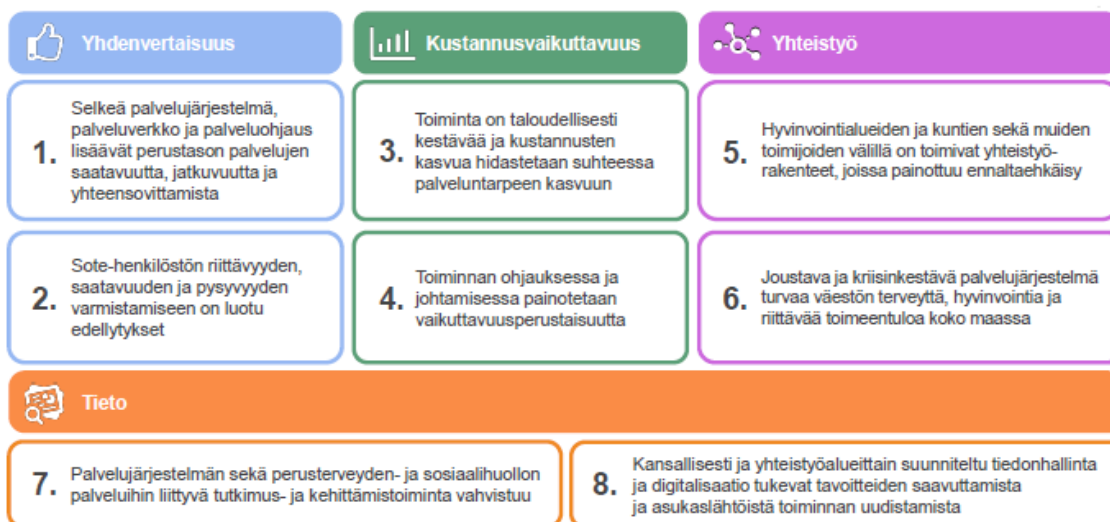 Yhdenvertaisuus
Kustannusvaikuttavuus
Yhteistyö
1.
Selkeä palvelujärjestelmä,
palveluverkko ja palveluohjaus
lisäävät perustason palvelujen
saatavuutta, jatkuvuutta ja
yhteensovittamista
3.
Toiminta on taloudellisesti
kestävää ja kustannusten
kasvua hidastetaan suhteessa
palveluntarpeen kasvuun
5.
Hyvinvointialueiden ja kuntien sekä muiden
toimijoiden välillä on toimivat yhteistyö-
rakenteet, joissa painottuu ennaltaehkäisy
2.
Sote-henkilöstön riittävyyden,
saatavuuden ja pysyvyyden
varmistamiseen on luotu
edellytykset
4.
Toiminnan ohjauksessa ja
johtamisessa painotetaan
vaikuttavuusperustaisuutta
6.
Joustava ja kriisinkestävä palvelujärjestelmä
turvaa väestön terveyttä, hyvinvointia ja
riittävää toimeentuloa koko maassa
Tieto
7.
Palvelujärjestelmän sekä perusterveyden- ja sosiaalihuollon
palveluihin liittyvä tutkimus- ja kehittämistoiminta vahvistuu
8.
Kansallisesti ja yhteistyöalueittain suunniteltu tiedonhallinta
ja digitalisaatio tukevat tavoitteiden saavuttamista
ja asukaslähtöistä toiminnan uudistamista